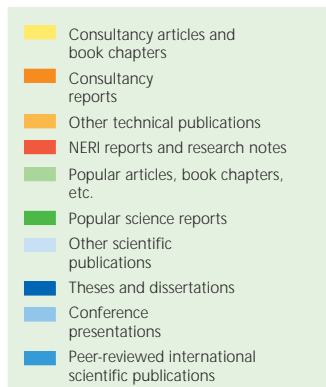 Consultancy articles and
book chapters
Consultancy
reports
Other technical publications
NERI reports and research notes
Popular articles, book chapters,
etc.
Popular science reports
Other scientific
publications
Theses and dissertations
Conference
presentations
Peer-reviewed international
scientific publications